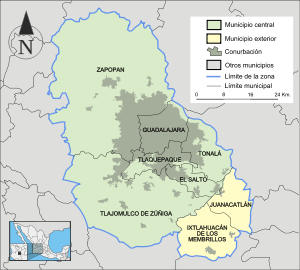 N
Municipio central
Municipio exterior
Conurbación
Otros municipios
Límite de la zona
Límite municipal
0 8 16 24 Km.
ZAPOPAN
GUADALAJARA
TONALÁ
TLAQUEPAQUE
EL SALTO
JUANACATLÁN
TLAJOMULCO DE ZÚÑIGA
IXTLAHUACÁN
DE LOS
MEMBRILLOS